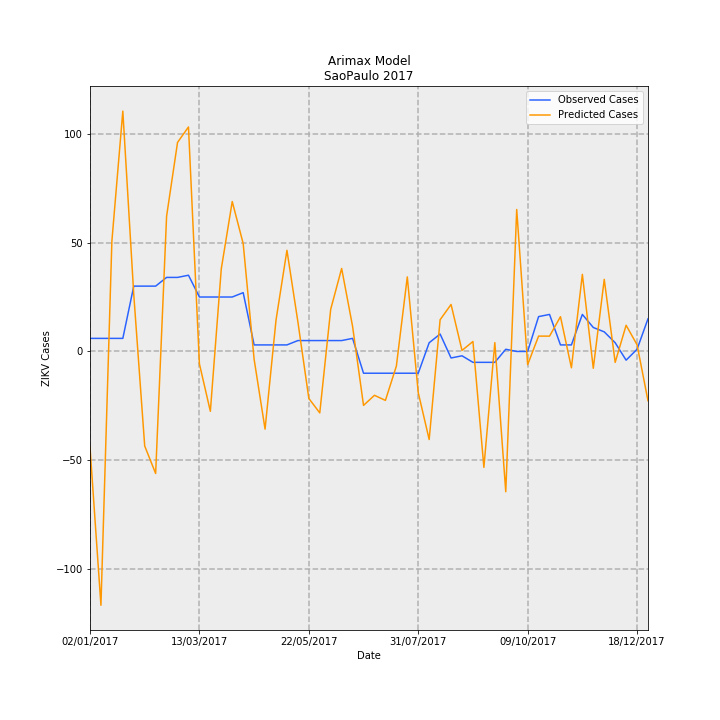 Arimax Model
SaoPaulo 2017
Observed Cases
Predicted Cases
ZIKV Cases
100
50
0
−50
−100
02/01/2017
13/03/2017
22/05/2017
31/07/2017
09/10/2017
18/12/2017
Date